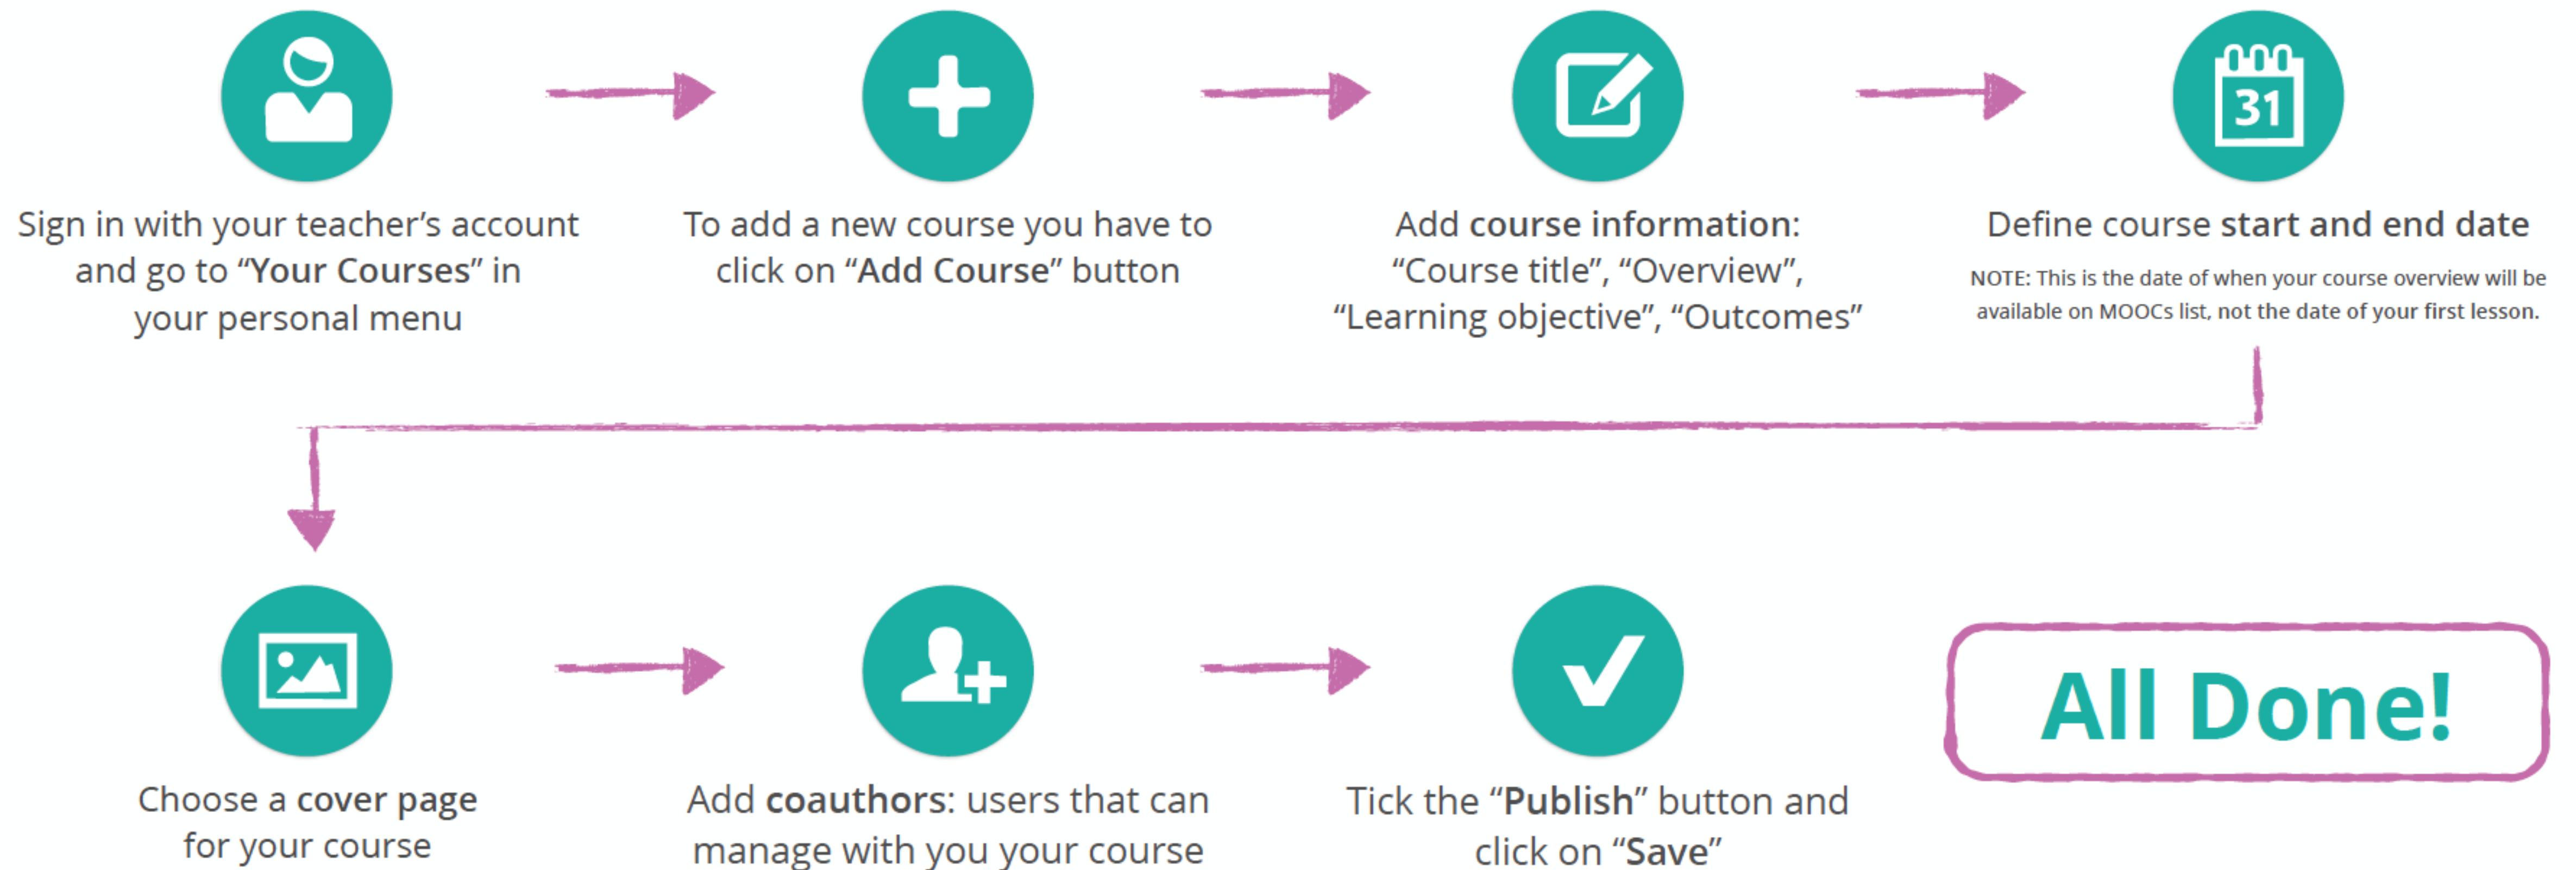 31
Sign in with your teacher’s account
and go to “Your Courses” in
your personal menu
To add a new course you have to
click on “Add Course” button
Add course information:
“Course title”, “Overview”,
“Learning objective”, “Outcomes”
Define course start and end date
NOTE: This is the date of when your course overview will be
available on MOOCs list, not the date of your first lesson.
Choose a cover page
for your course
Add coauthors: users that can
manage with you your course
Tick the “Publish” button and
click on “Save”
All Done!